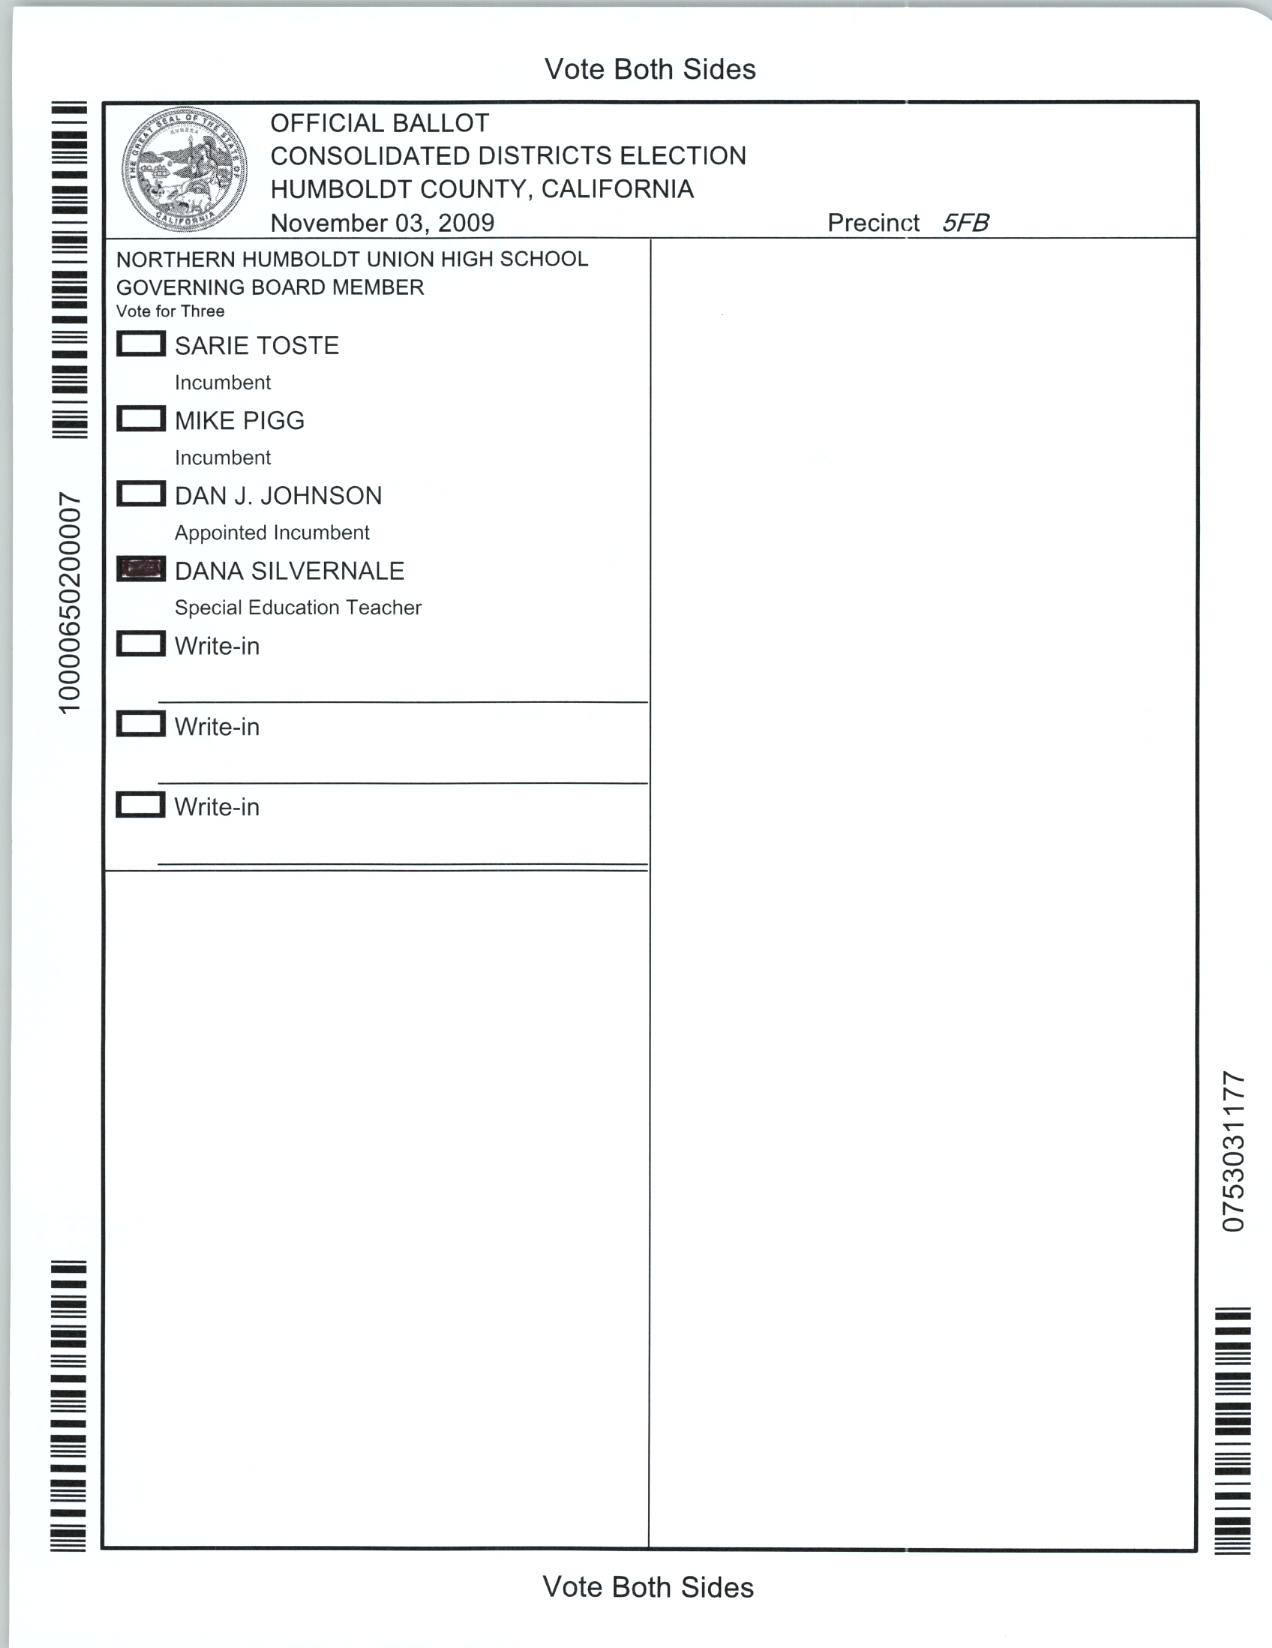 Vote Both Sides
OFFICIAL BALLOT
CONSOLIDATED DISTRICTS ELECTION
HUMBOLDT COUNTY, CALIFORNIA
November 03, 2009
Precinct 5FB
THE GREAT SEAL OF THE STATE OF CALIFORNIA
EUREKA
NORTHERN HUMBOLDT UNION HIGH SCHOOL
GOVERNING BOARD MEMBER
Vote for Three
SARIE TOSTE
Incumbent
MIKE PIGG
Incumbent
DAN J. JOHNSON
Appointed Incumbent
DANA SILVERNALE
Special Education Teacher
Write-in
Write-in
Write-in
10000650200007
0753031177
Vote Both Sides